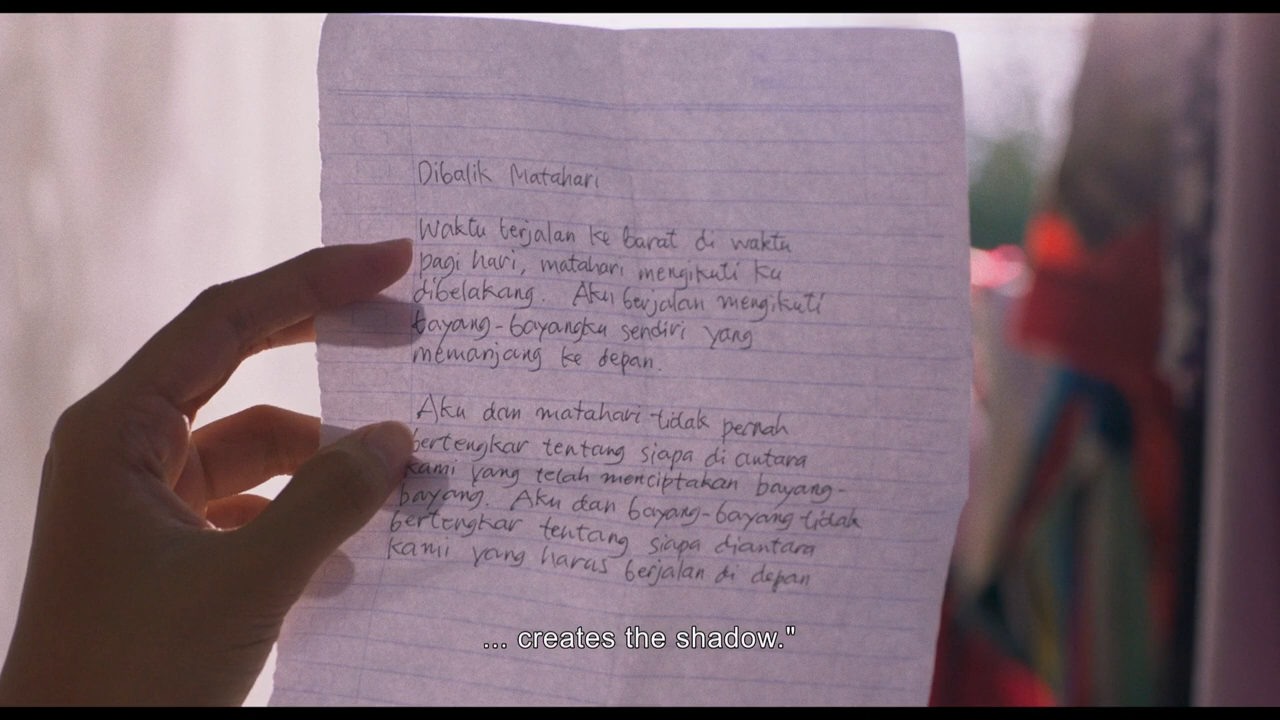 Dibalik Matahari
Waktu berjalan ke barat di waktu
pagi hari, matahari mengikuti ku
dibelakang. Aku berjalan mengikuti
bayang-bayangku sendiri yang
memanjang ke depan.
Aku dan matahari tidak pernah
bertengkar tentang siapa di antara
kami yang telah menciptakan bayang-
bayang. Aku dan bayang-bayang tidak
bertengkar tentang siapa diantara
kami yang harus berjalan di depan
... creates the shadow."